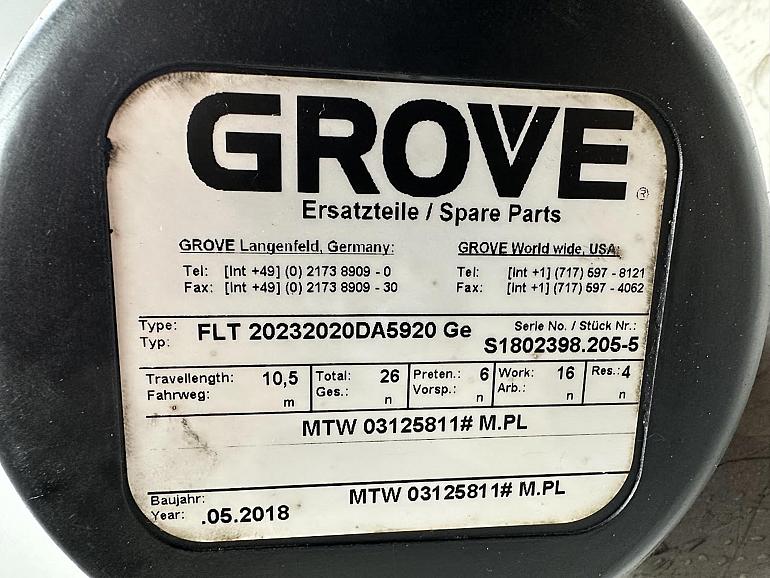 GROVE®
Ersatzteile / Spare Parts
GROVE Langenfeld, Germany: GROVE World wide, USA:
Tel: [Int +49] (0) 2173 8909 - 0 Tel: [Int +1] (717) 597 - 8121
Fax: [Int +49] (0) 2173 8909 - 30 Fax: [Int +1] (717) 597 - 4062
Type: FLT 20232020DA5920 Ge Serie No. / Stück Nr.:
Typ: S1802398.205-5
Travellength: 10,5 Total: 26 Preten.: 6 Work: 16 Res.: 4
Fahrweg: m Ges.: n Vorsp.: n Arb.: n n
MTW 03125811# M.PL
Baujahr: MTW 03125811# M.PL
Year: .05.2018